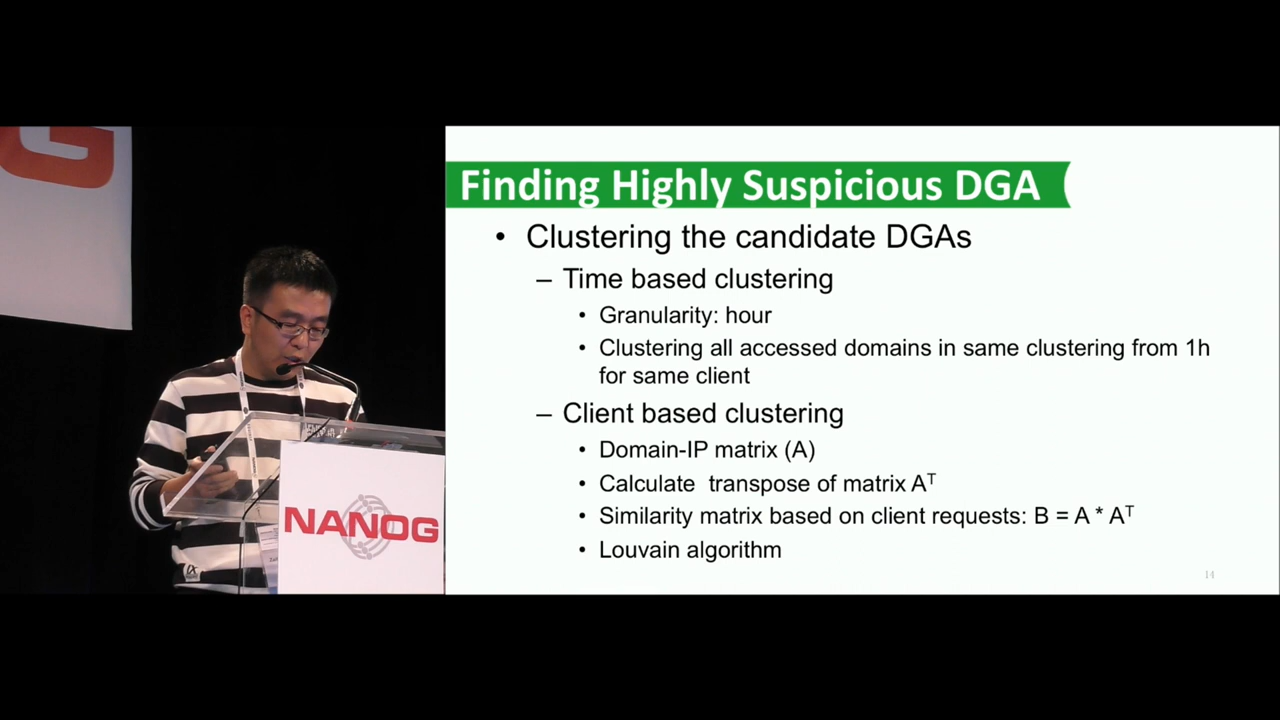 G
Finding Highly Suspicious DGA
• Clustering the candidate DGAs
– Time based clustering
• Granularity: hour
• Clustering all accessed domains in same clustering from 1h
for same client
– Client based clustering
• Domain-IP matrix (A)
• Calculate transpose of matrix Aᵀ
• Similarity matrix based on client requests: B = A * Aᵀ
• Louvain algorithm
14
NANOG